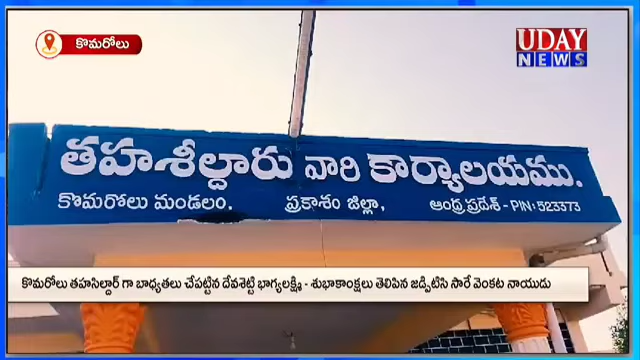 కొమరోలు
UDAY
NEWS
తహశీల్దారు వారి కార్యాలయము.
కొమరోలు మండలం. ప్రకాశం జిల్లా, ఆంధ్ర ప్రదేశ్ - PIN: 523373
కొమరోలు తహసిల్దార్ గా బాధ్యతలు చేపట్టిన దేవశెట్టి భాగ్యలక్ష్మి - శుభాకాంక్షలు తెలిపిన జడ్పిటిసి సారె వెంకట నాయుడు